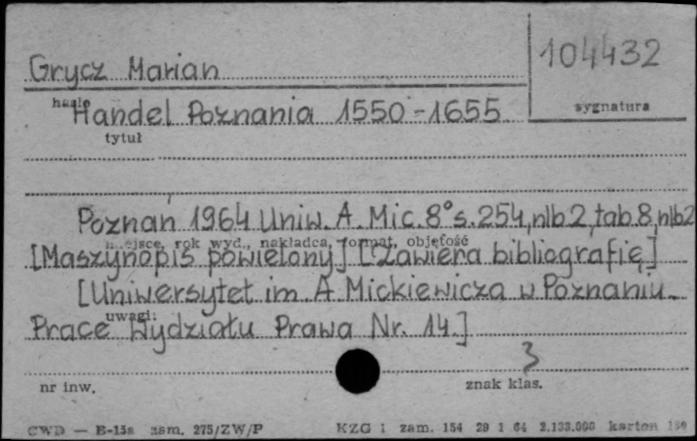 Grycz Marian
104432
hasło
sygnatura
Handel Poznania 1550-1655
tytuł
Poznań 1964 Uniw. A. Mic. 8° s. 254, nlb 2, tab. 8, nlb 2
miejsce, rok wyd., nakładca, format, objętość
[Maszynopis powielony] [Zawiera bibliografię]
[Uniwersytet im. A. Mickiewicza w Poznaniu.
uwagi:
Prace Wydziału Prawa Nr. 14.]
3
nr inw.
znak klas.
CWD — B-15a zam. 275/ZW/P KZG 1 zam. 154 29 1 64 2.133.000 karton